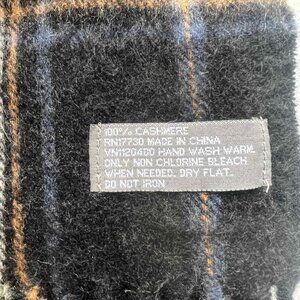 100% CASHMERE
RN17730 MADE IN CHINA
VN1120400 HAND WASH WARM.
ONLY NON CHLORINE BLEACH
WHEN NEEDED. DRY FLAT.
DO NOT IRON